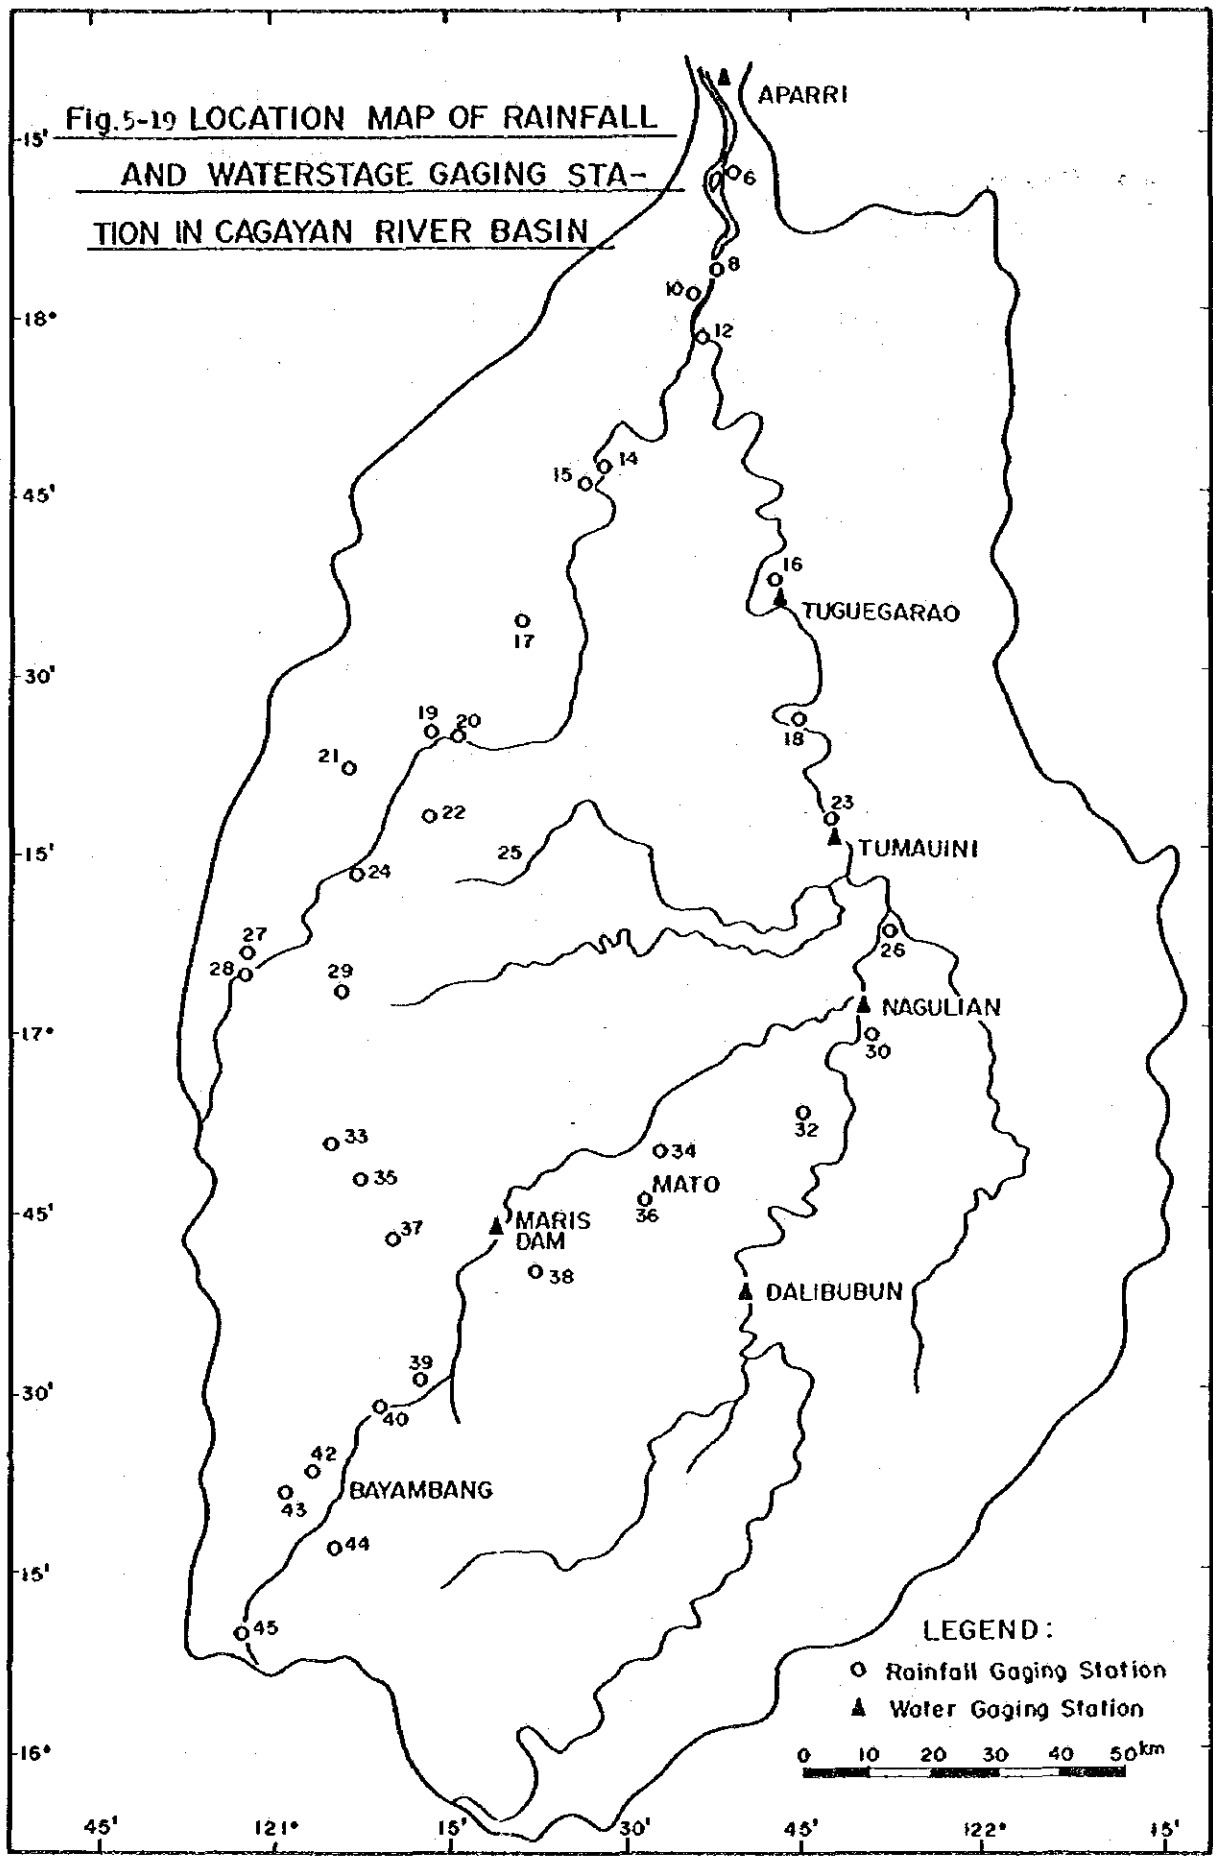 Fig.5-19 LOCATION MAP OF RAINFALL
AND WATERSTAGE GAGING STA-
TION IN CAGAYAN RIVER BASIN
APARRI
15'
6
8
10
18°
12
14
15
45'
16
TUGUEGARAO
17
30'
19
20
18
21
22
23
TUMAUINI
15'
25
24
27
26
28
29
NAGULIAN
17°
30
32
33
34
35
MATO
36
45'
MARIS
DAM
37
38
DALIBUBUN
39
30'
40
42
43
BAYAMBANG
44
15'
45
LEGEND:
Rainfall Gaging Station
Water Gaging Station
16°
0 10 20 30 40 50km
45' 121° 15' 30' 45' 122° 15'